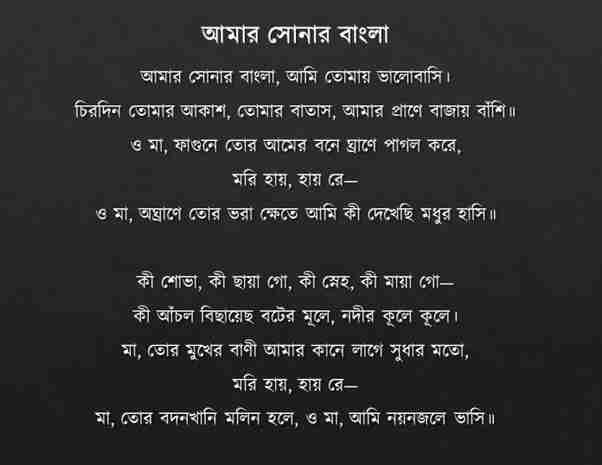 আমার সোনার বাংলা
আমার সোনার বাংলা, আমি তোমায় ভালোবাসি।
চিরদিন তোমার আকাশ, তোমার বাতাস, আমার প্রাণে বাজায় বাঁশি॥
ও মা, ফাগুনে তোর আমের বনে ঘ্রাণে পাগল করে,
মরি হায়, হায় রে—
ও মা, অঘ্রাণে তোর ভরা ক্ষেতে আমি কী দেখেছি মধুর হাসি॥
কী শোভা, কী ছায়া গো, কী স্নেহ, কী মায়া গো—
কী আঁচল বিছায়েছ বটের মূলে, নদীর কূলে কূলে।
মা, তোর মুখের বাণী আমার কানে লাগে সুধার মতো,
মরি হায়, হায় রে—
মা, তোর বদনখানি মলিন হলে, ও মা, আমি নয়নজলে ভাসি॥